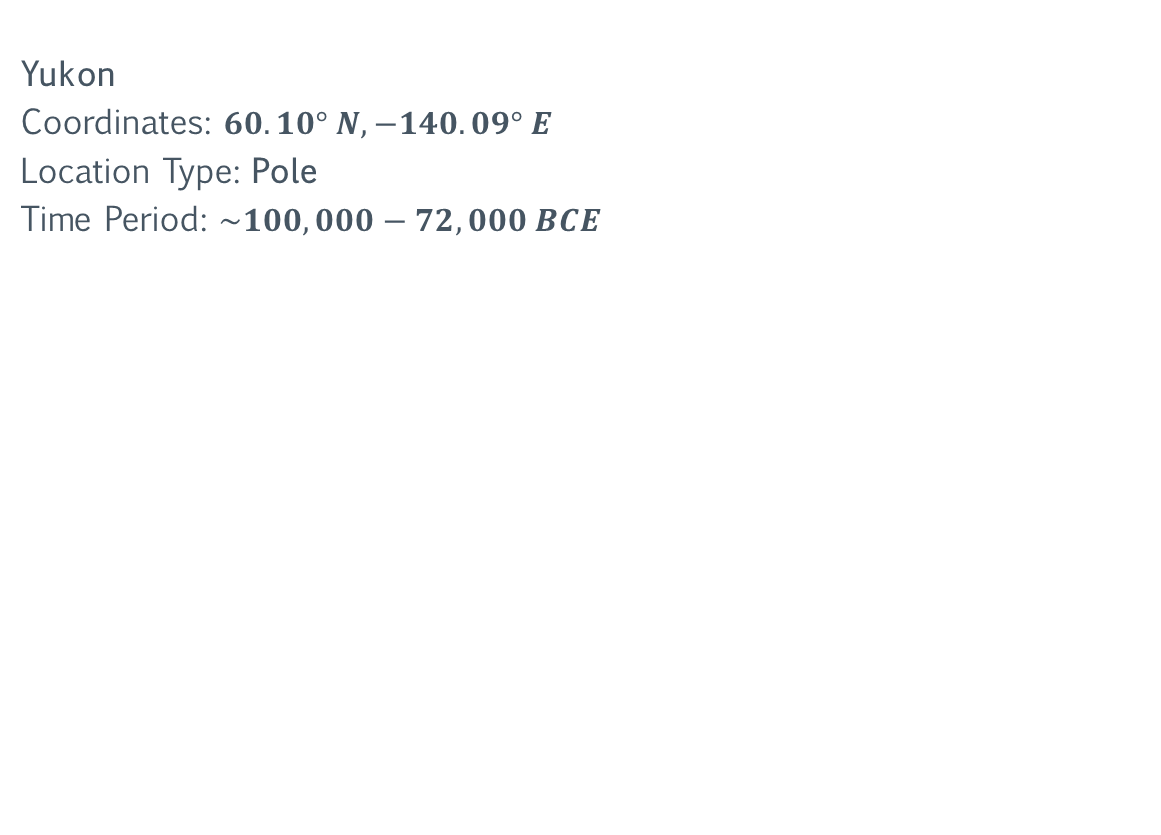 Yukon
Coordinates: 60.10° N, −140.09° E
Location Type: Pole
Time Period: ~100,000 − 72,000 BCE